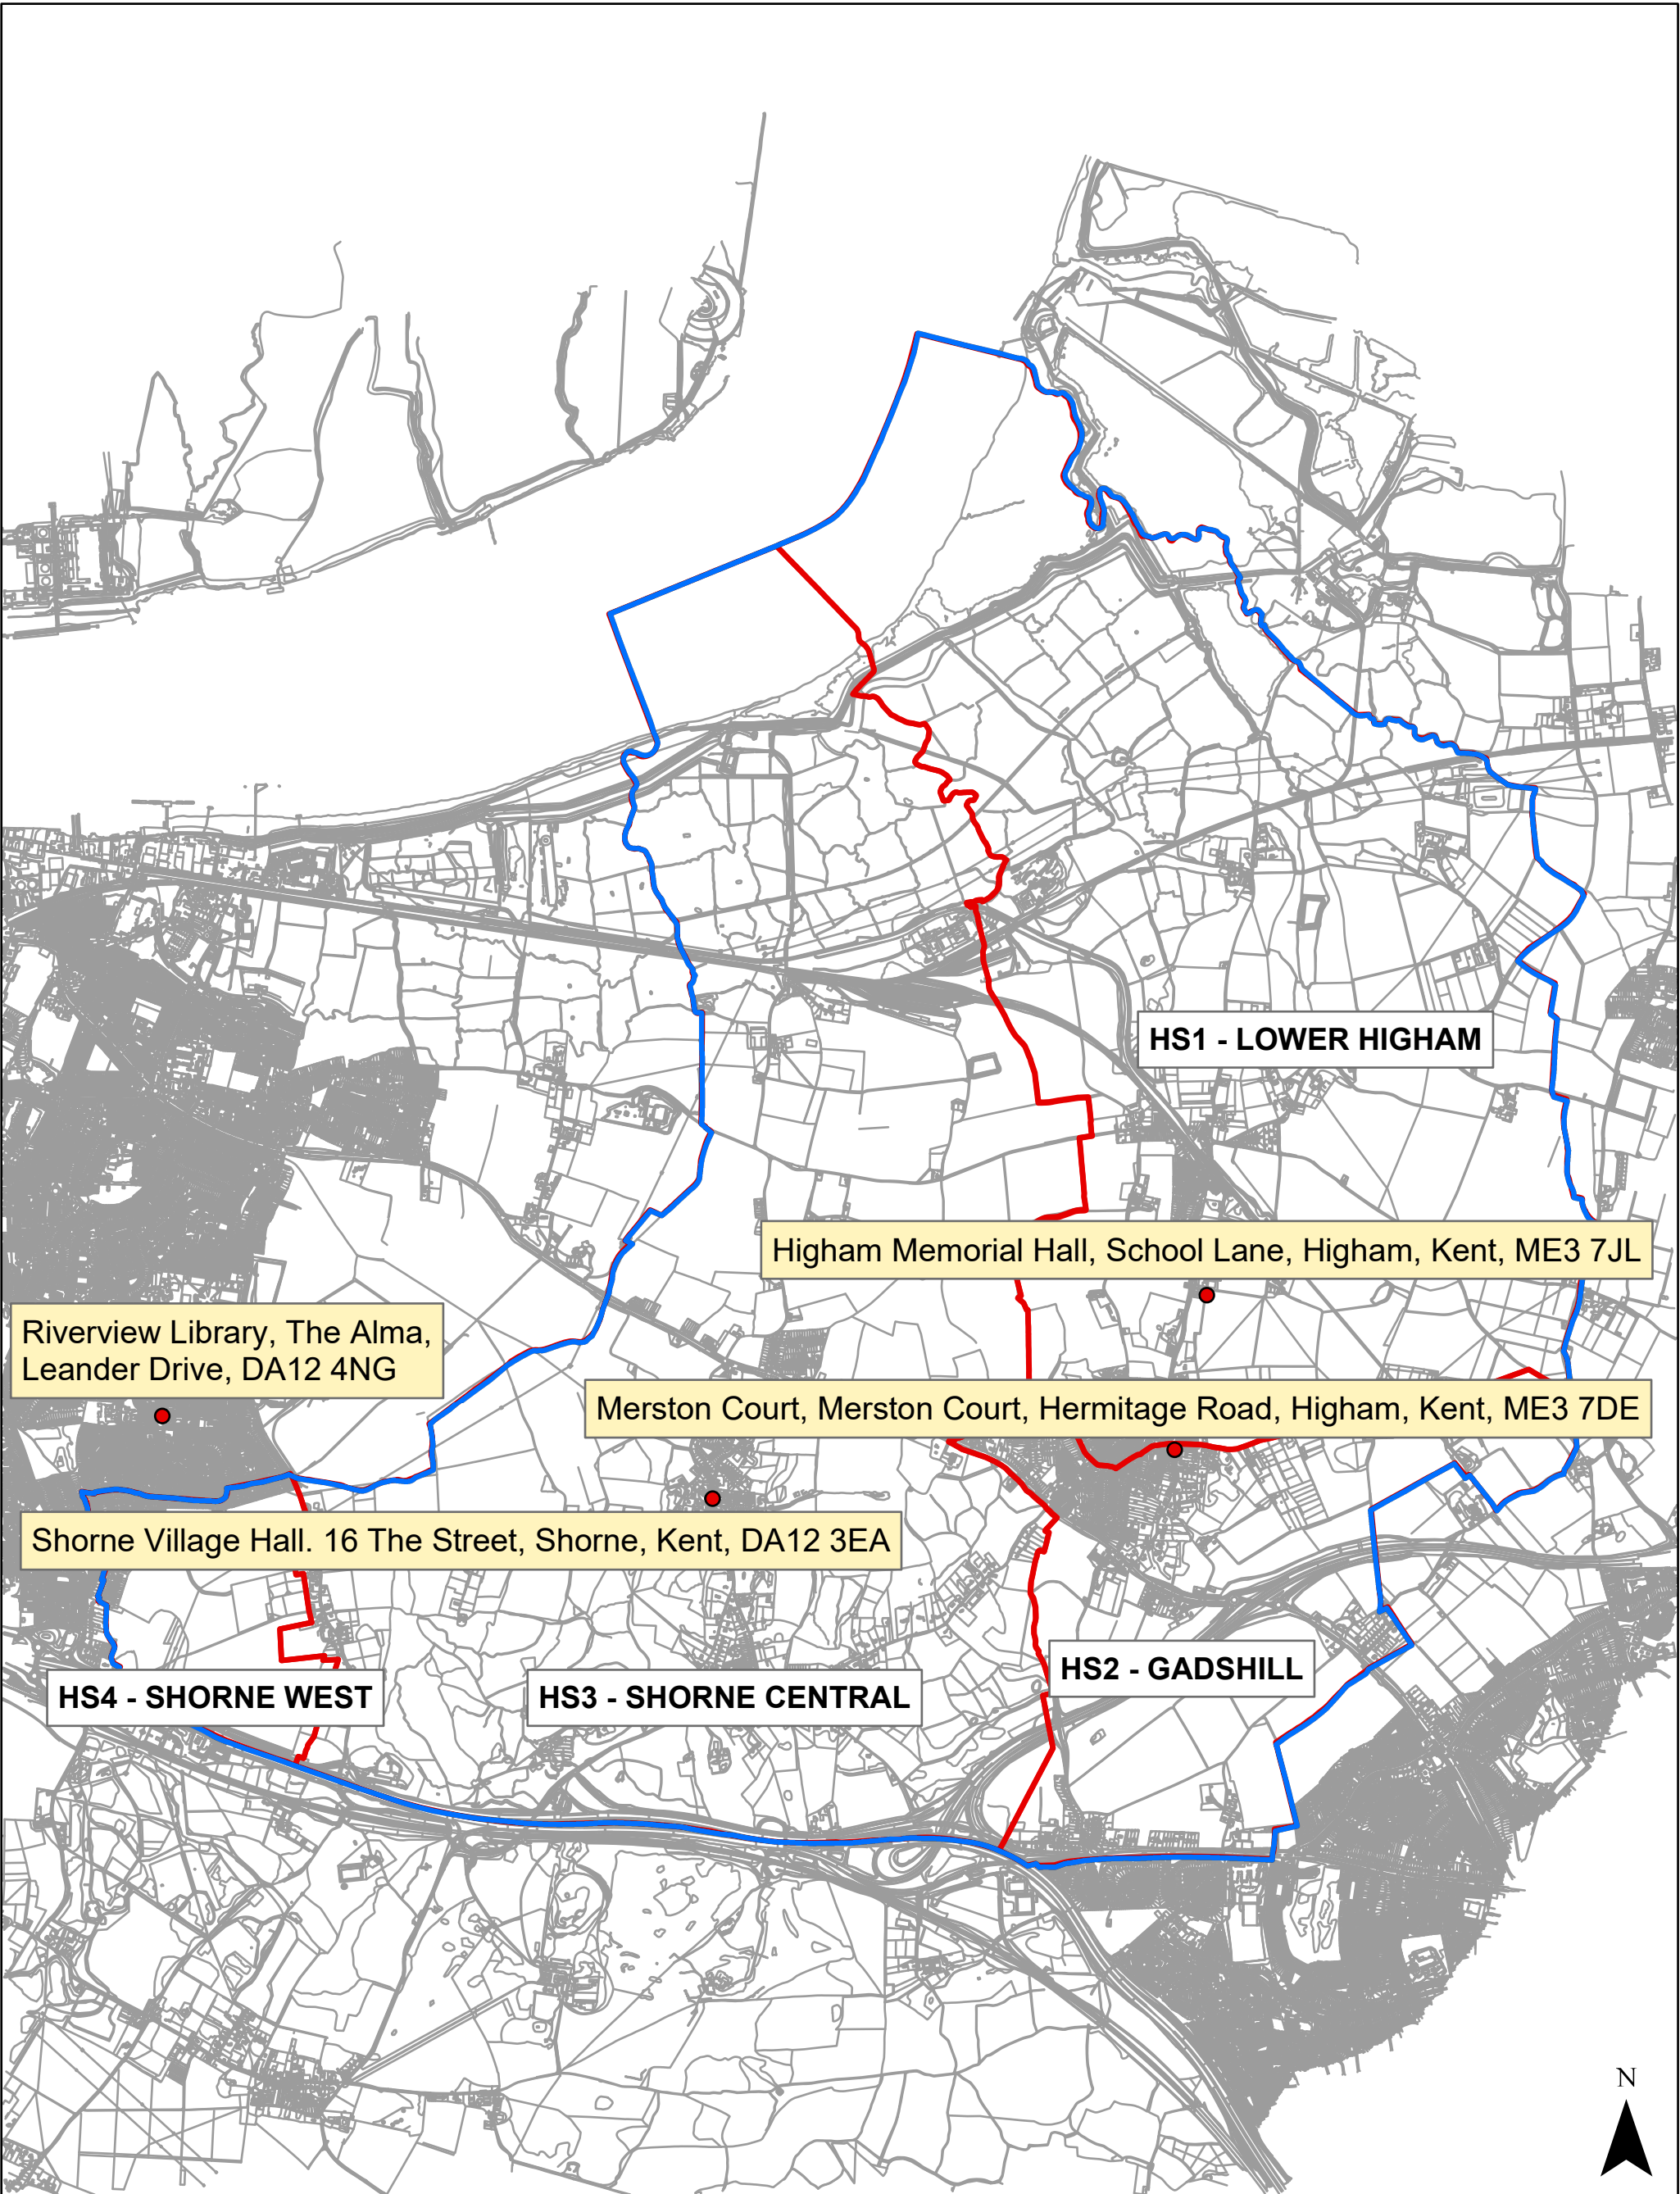 HS1 - LOWER HIGHAM
Higham Memorial Hall, School Lane, Higham, Kent, ME3 7JL
Riverview Library, The Alma,
Leander Drive, DA12 4NG
Merston Court, Merston Court, Hermitage Road, Higham, Kent, ME3 7DE
Shorne Village Hall. 16 The Street, Shorne, Kent, DA12 3EA
HS2 - GADSHILL
HS4 - SHORNE WEST
HS3 - SHORNE CENTRAL
N